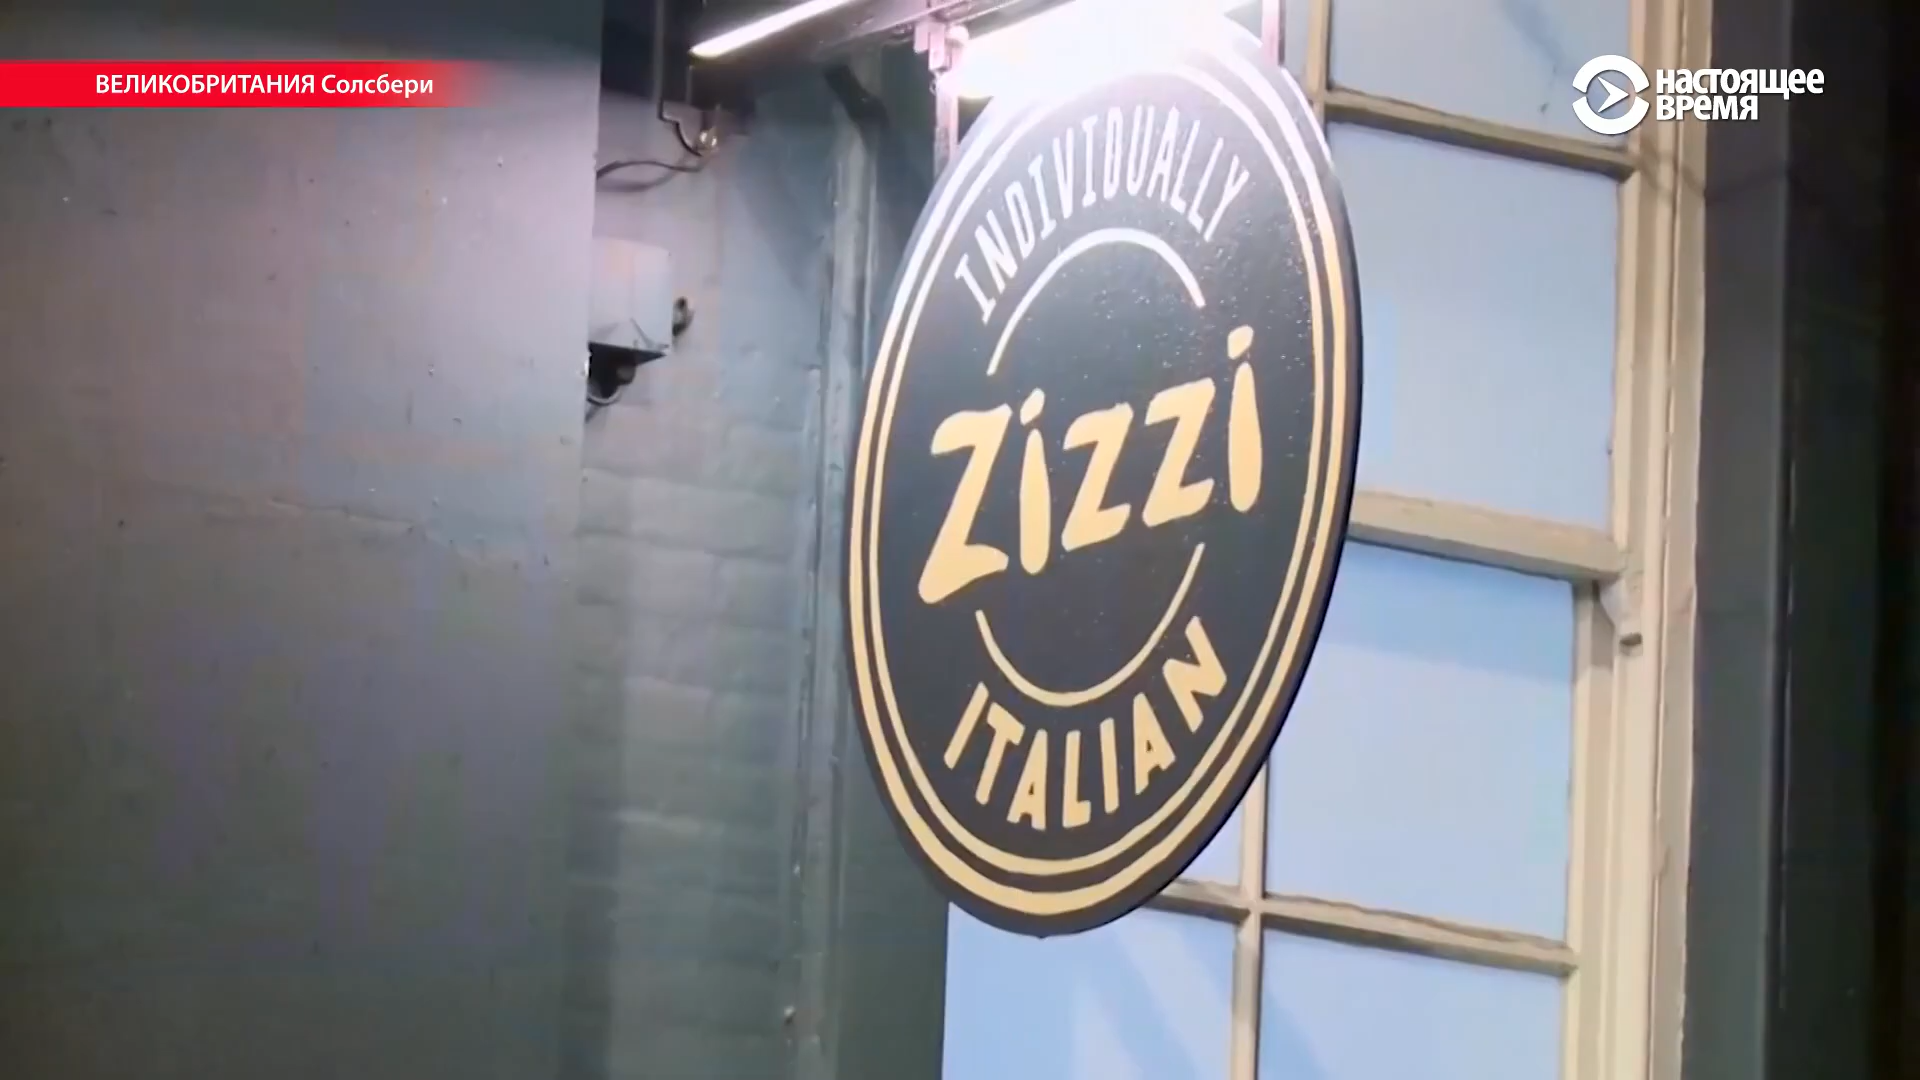 ВЕЛИКОБРИТАНИЯ Солсбери
НАСТОЯЩЕЕ
ВРЕМЯ
INDIVIDUALLY
Zizzi
ITALIAN